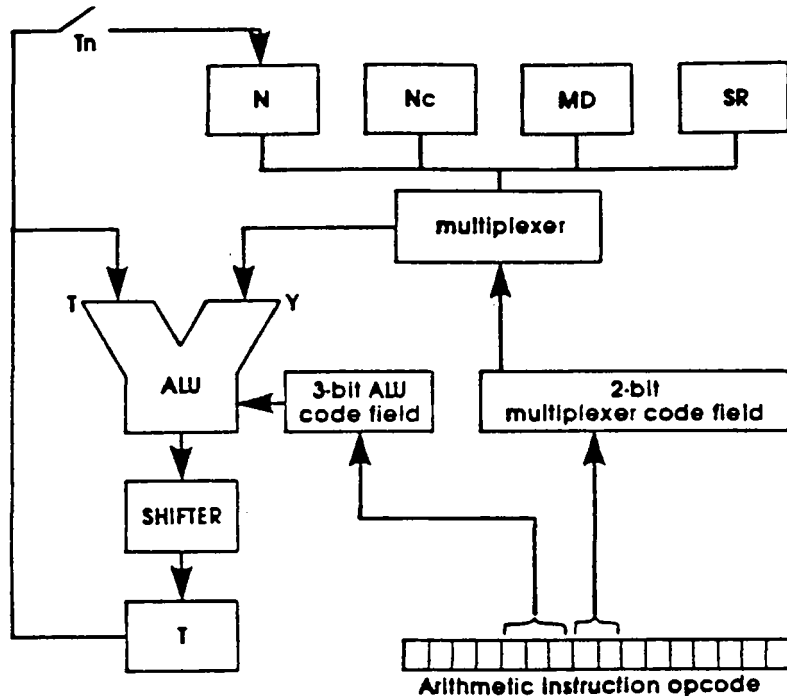 Tn
N
Nc
MD
SR
multiplexer
T
Y
ALU
3-bit ALU
code field
2-bit
multiplexer code field
SHIFTER
T
Arithmetic instruction opcode